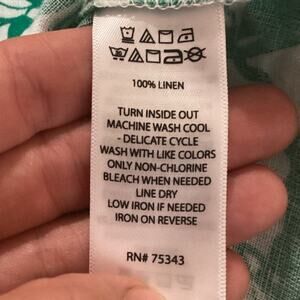 100% LINEN
TURN INSIDE OUT
MACHINE WASH COOL
- DELICATE CYCLE
WASH WITH LIKE COLORS
ONLY NON-CHLORINE
BLEACH WHEN NEEDED
LINE DRY
LOW IRON IF NEEDED
IRON ON REVERSE
RN# 75343